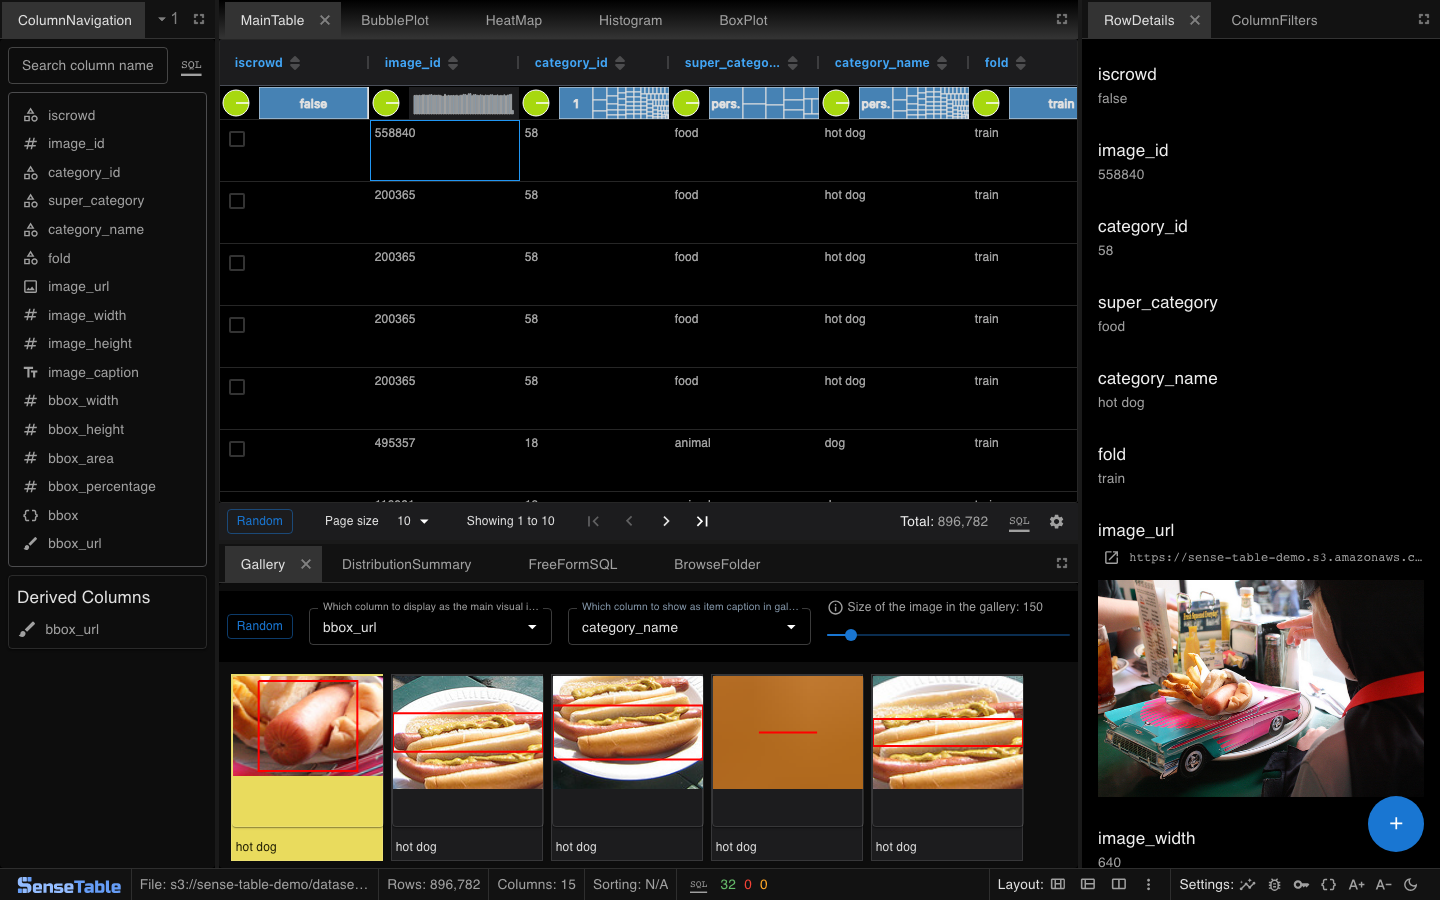 ColumnNavigation
1
Search column name
SQL
iscrowd
image_id
category_id
super_category
category_name
fold
image_url
image_width
image_height
image_caption
bbox_width
bbox_height
bbox_area
bbox_percentage
bbox
bbox_url
Derived Columns
bbox_url
MainTable BubblePlot HeatMap Histogram BoxPlot
iscrowd image_id category_id super_catego... category_name fold
false 1 pers. pers. train
558840 58 food hot dog train
200365 58 food hot dog train
200365 58 food hot dog train
200365 58 food hot dog train
200365 58 food hot dog train
495357 18 animal dog train
Random Page size 10 Showing 1 to 10 Total: 896,782 SQL
Gallery DistributionSummary FreeFormSQL BrowseFolder
Random
Which column to display as the main visual i...
bbox_url
Which column to show as item caption in gal...
category_name
Size of the image in the gallery: 150
hot dog hot dog hot dog hot dog hot dog
RowDetails ColumnFilters
iscrowd
false
image_id
558840
category_id
58
super_category
food
category_name
hot dog
fold
train
image_url
https://sense-table-demo.s3.amazonaws.c...
image_width
640
SenseTable File: s3://sense-table-demo/datase... Rows: 896,782 Columns: 15 Sorting: N/A SQL 32 0 0 Layout: Settings: A+ A-